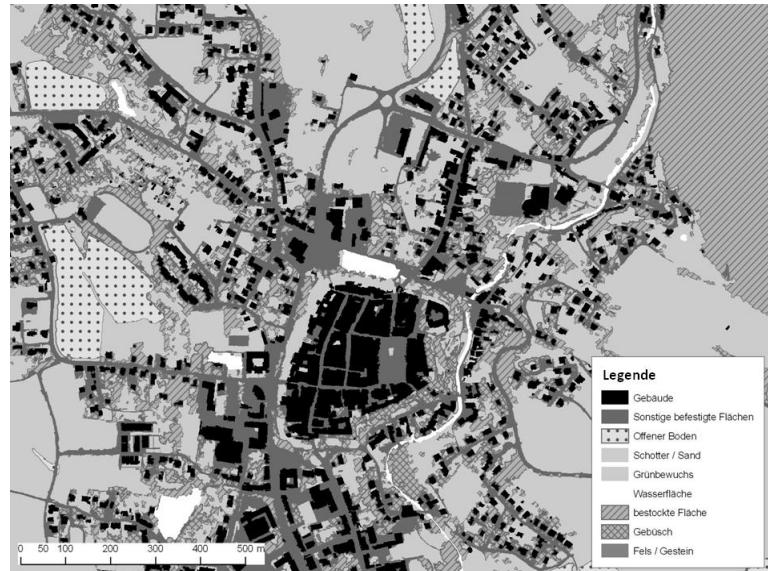 Legende
Gebäude
Sonstige befestigte Flächen
Offener Boden
Schotter / Sand
Grünbewuchs
Wasserfläche
bestockte Fläche
Gebüsch
Fels / Gestein
0 50 100 200 300 400 500 m